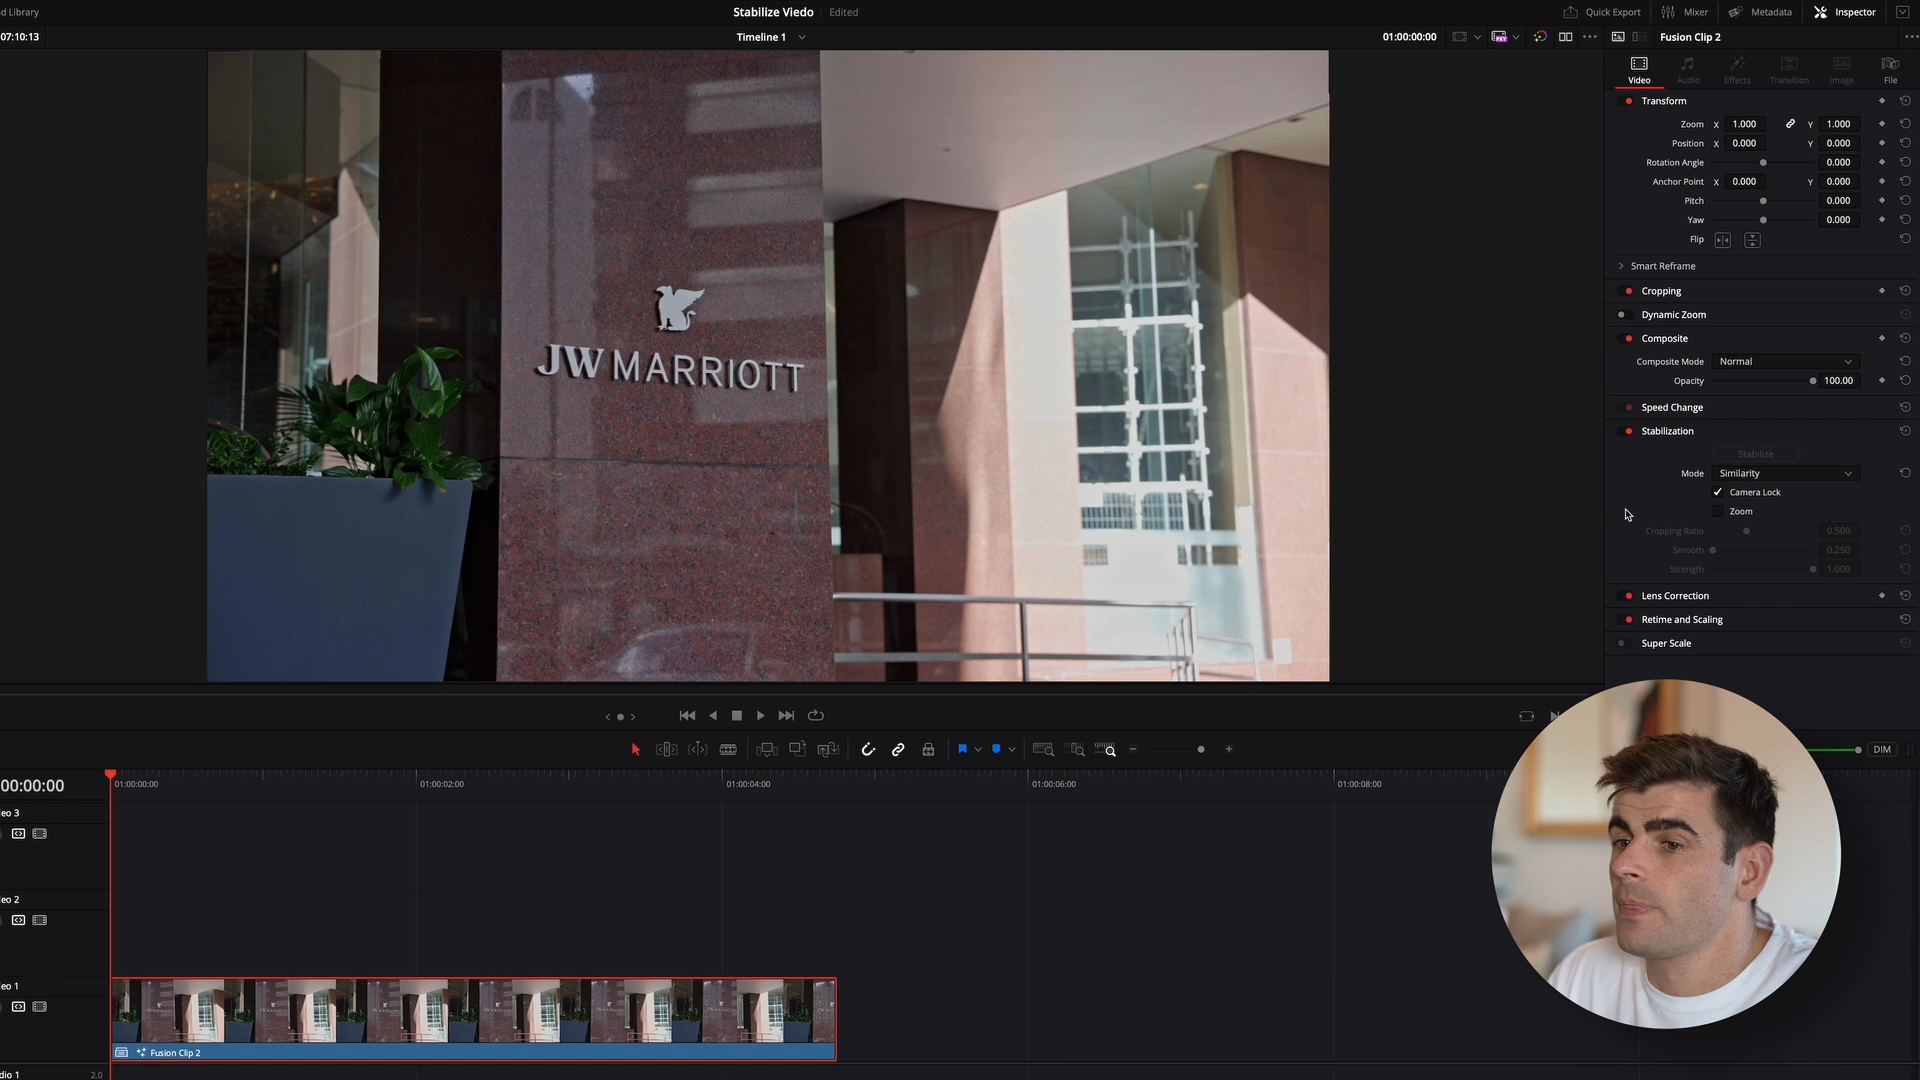 d Library
Stabilize Viedo
Edited
Quick Export
Mixer
Metadata
Inspector
07:10:13
Timeline 1
01:00:00:00
Fusion Clip 2
Video
Audio
Effects
Transition
Image
File
Transform
Zoom X 1.000 Y 1.000
Position X 0.000 Y 0.000
Rotation Angle 0.000
Anchor Point X 0.000 Y 0.000
Pitch 0.000
Yaw 0.000
Flip
Smart Reframe
Cropping
Dynamic Zoom
Composite
Composite Mode Normal
Opacity 100.00
Speed Change
Stabilization
Stabilize
Mode Similarity
Camera Lock
Zoom
Cropping Ratio 0.500
Smooth 0.250
Strength 1.000
Lens Correction
Retime and Scaling
Super Scale
JW MARRIOTT
DIM
00:00:00
01:00:00:00
01:00:02:00
01:00:04:00
01:00:06:00
01:00:08:00
eo 3
eo 2
eo 1
Fusion Clip 2
dio 1
2.0